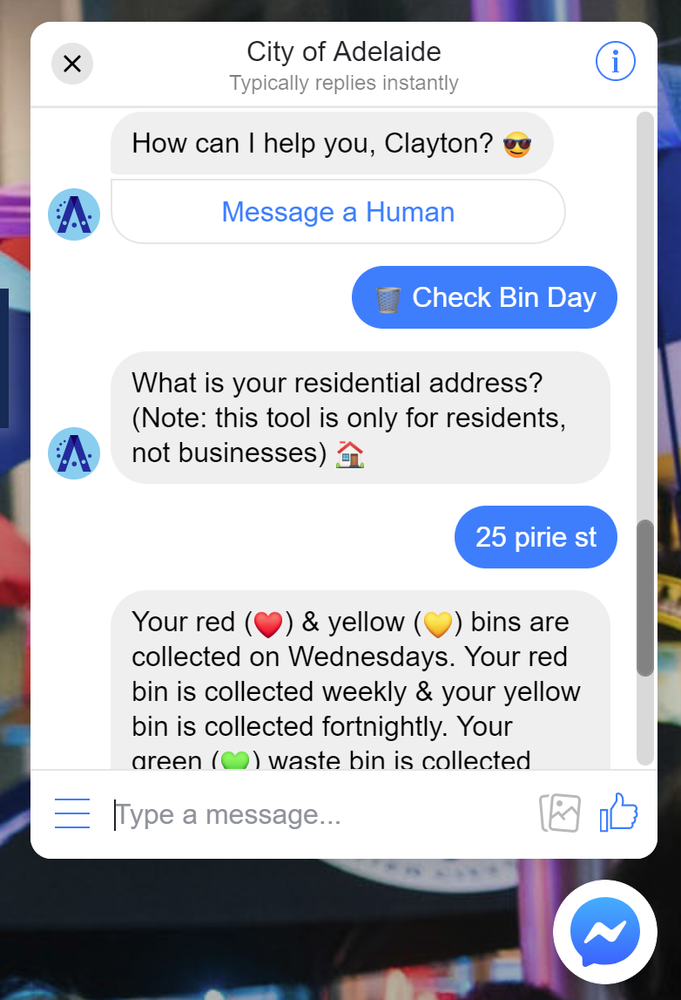 City of Adelaide
Typically replies instantly
How can I help you, Clayton? 😎
Message a Human
🗑️ Check Bin Day
What is your residential address?
(Note: this tool is only for residents,
not businesses) 🏠
25 pirie st
Your red (❤️) & yellow (💛) bins are
collected on Wednesdays. Your red
bin is collected weekly & your yellow
bin is collected fortnightly. Your
green (💚) waste bin is collected
Type a message...